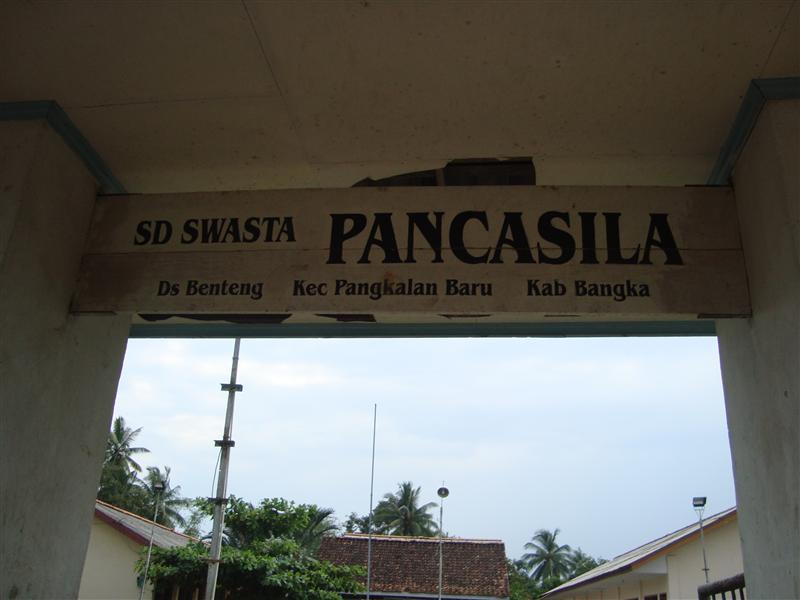 SD SWASTA PANCASILA
Ds Benteng Kec Pangkalan Baru Kab Bangka